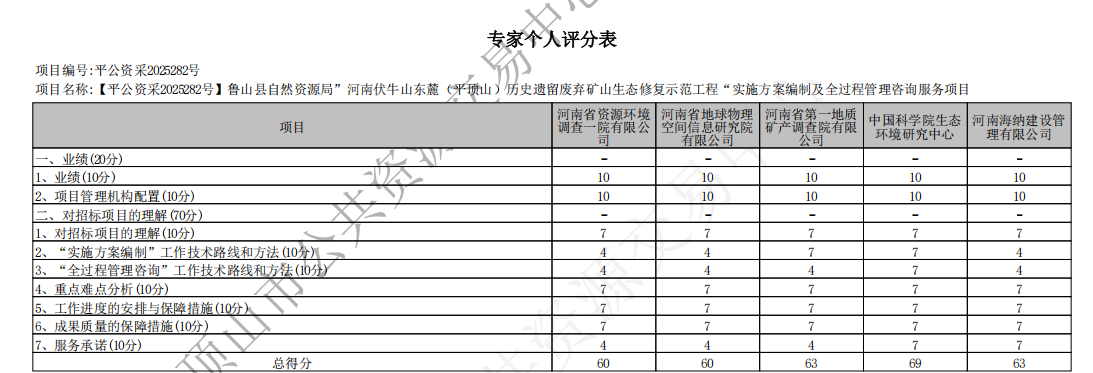 专家个人评分表
项目编号:平公资采2025282号
项目名称:【平公资采2025282号】鲁山县自然资源局”河南伏牛山东麓（平顶山）历史遗留废弃矿山生态修复示范工程“实施方案编制及全过程管理咨询服务项目
项目 河南省资源环境调查一院有限公司 河南省地球物理空间信息研究院有限公司 河南省第一地质矿产调查院有限公司 中国科学院生态环境研究中心 河南海纳建设管理有限公司
一、业绩(20分) - - - - -
1、业绩(10分) 10 10 10 10 10
2、项目管理机构配置(10分) 10 10 10 10 10
二、对招标项目的理解(70分) - - - - -
1、对招标项目的理解(10分) 7 7 7 7 7
2、“实施方案编制”工作技术路线和方法(10分) 4 4 7 7 4
3、“全过程管理咨询”工作技术路线和方法(10分) 4 4 4 7 4
4、重点难点分析(10分) 7 7 7 7 7
5、工作进度的安排与保障措施(10分) 7 7 7 7 7
6、成果质量的保障措施(10分) 7 7 7 7 7
7、服务承诺(10分) 4 4 4 7 7
总得分 60 60 63 69 63
顶山市公共资源交易中心
共资源交易中